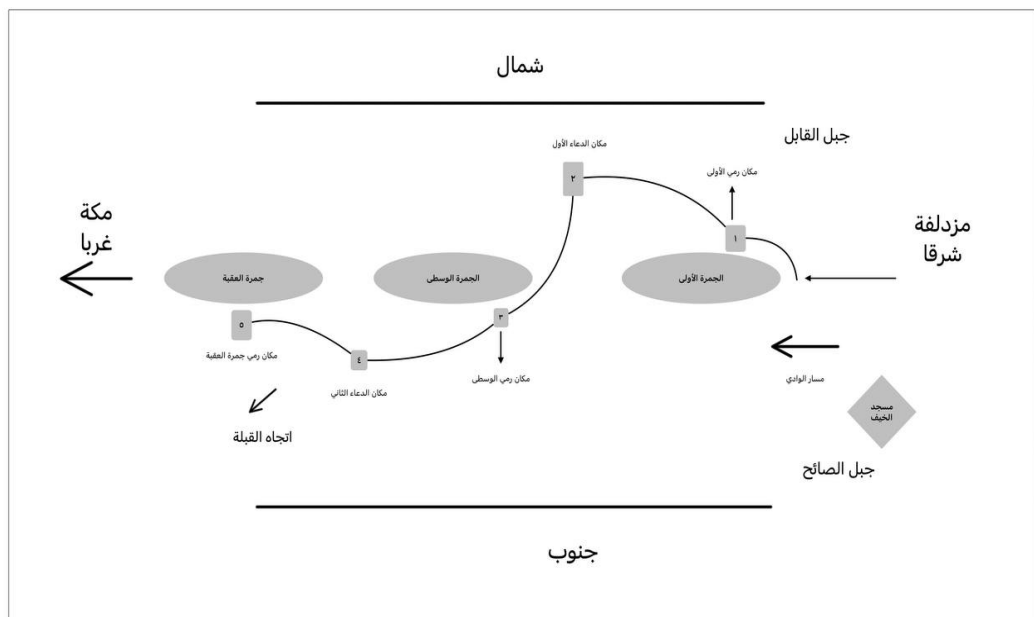 شمال
جبل القابل
مكان الدعاء الأول
٢
مكان رمي الأولى
١
مزدلفة
شرقا
مكة
غربا
الجمرة الأولى
الجمرة الوسطى
جمرة العقبة
٣
٥
٤
مكان رمي جمرة العقبة
مكان الدعاء الثاني
مكان رمي الوسطى
مسار الوادي
مسجد
الخيف
اتجاه القبلة
جبل الصائح
جنوب